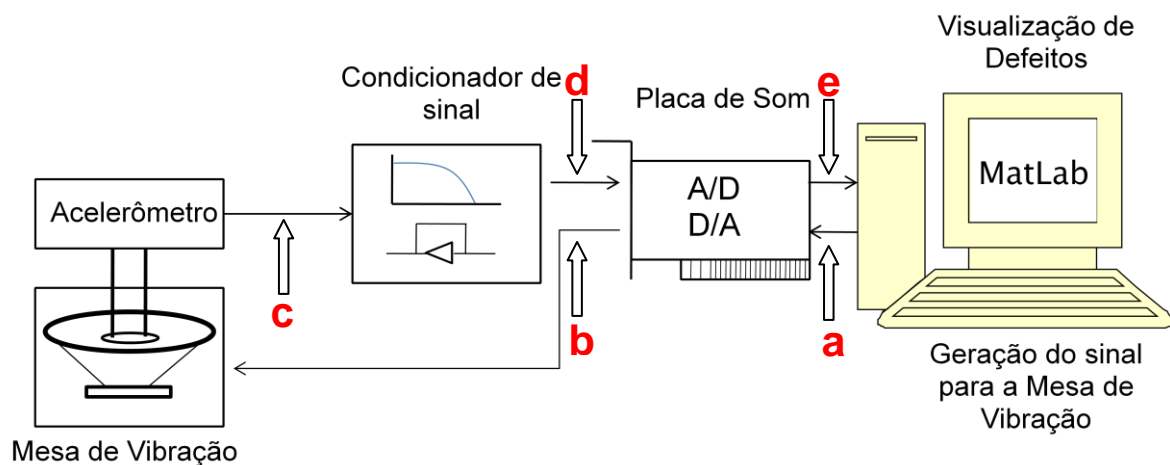 Visualização de
Defeitos
Condicionador de
sinal
d
Placa de Som
e
Acelerômetro
A/D
D/A
MatLab
c
b
a
Geração do sinal
para a Mesa de
Vibração
Mesa de Vibração